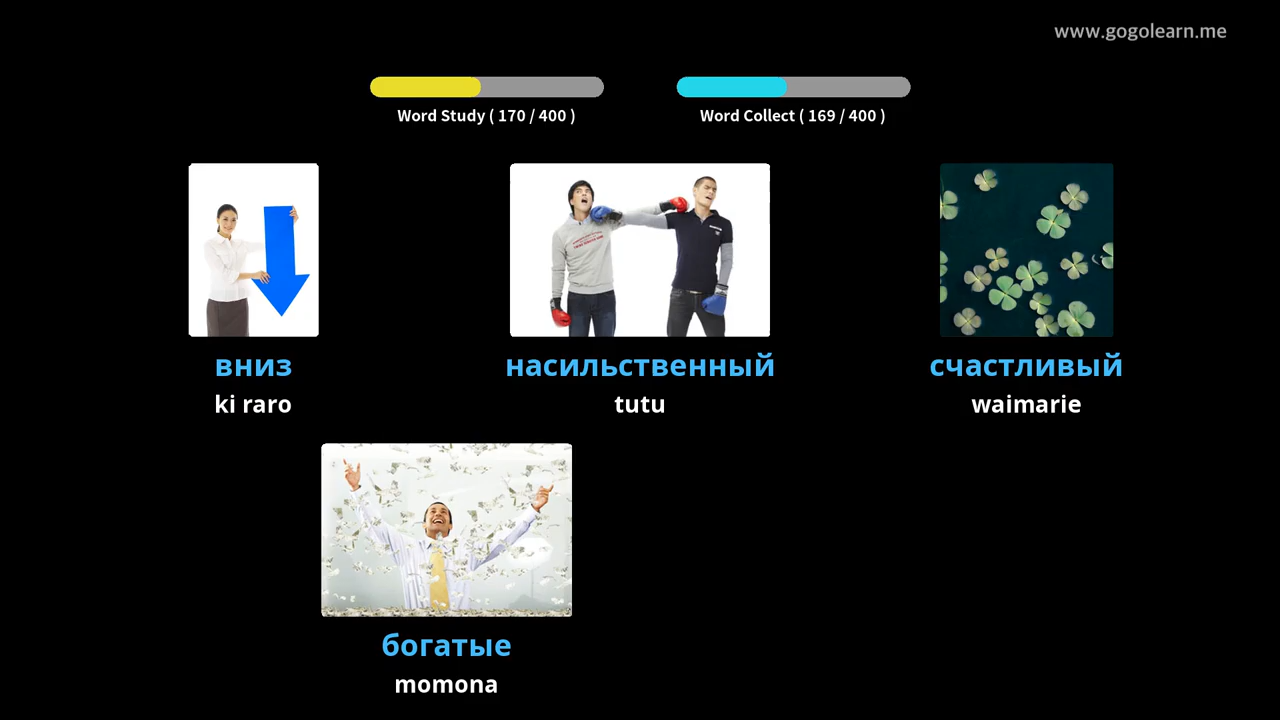 www.gogolearn.me
Word Study ( 170 / 400 )
Word Collect ( 169 / 400 )
вниз
ki raro
насильственный
tutu
счастливый
waimarie
богатые
momona